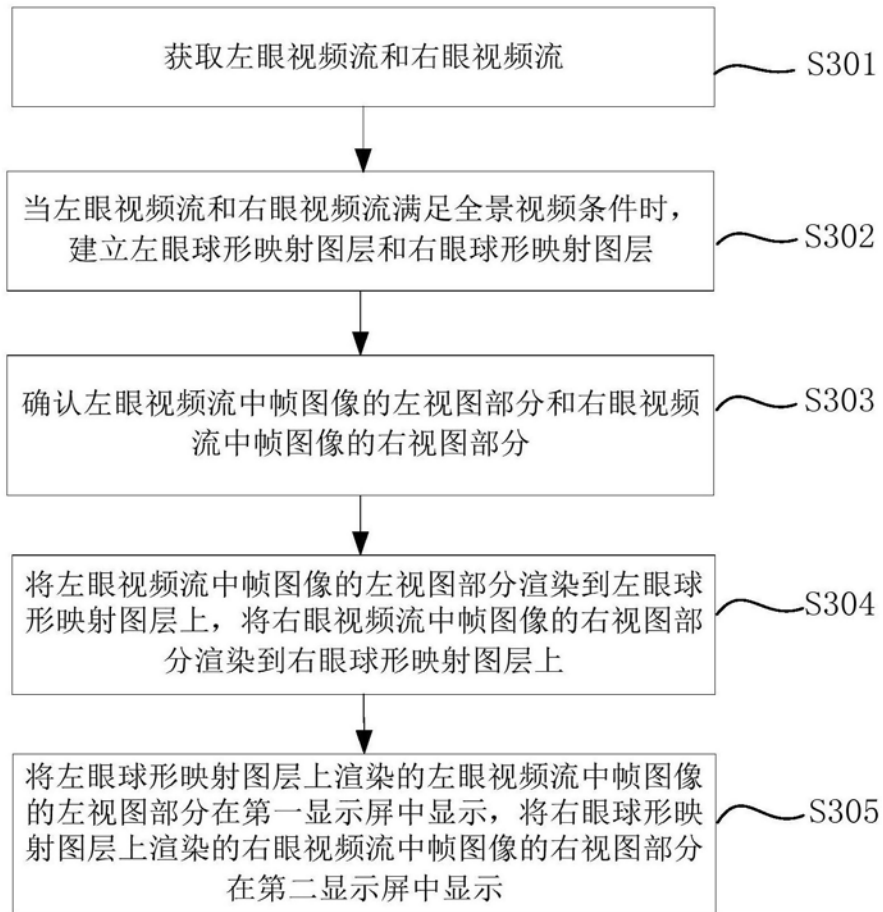 获取左眼视频流和右眼视频流
S301
当左眼视频流和右眼视频流满足全景视频条件时，
建立左眼球形映射图层和右眼球形映射图层
S302
确认左眼视频流中帧图像的左视图部分和右眼视频
流中帧图像的右视图部分
S303
将左眼视频流中帧图像的左视图部分渲染到左眼球
形映射图层上，将右眼视频流中帧图像的右视图部
分渲染到右眼球形映射图层上
S304
将左眼球形映射图层上渲染的左眼视频流中帧图像
的左视图部分在第一显示屏中显示，将右眼球形映
射图层上渲染的右眼视频流中帧图像的右视图部分
在第二显示屏中显示
S305